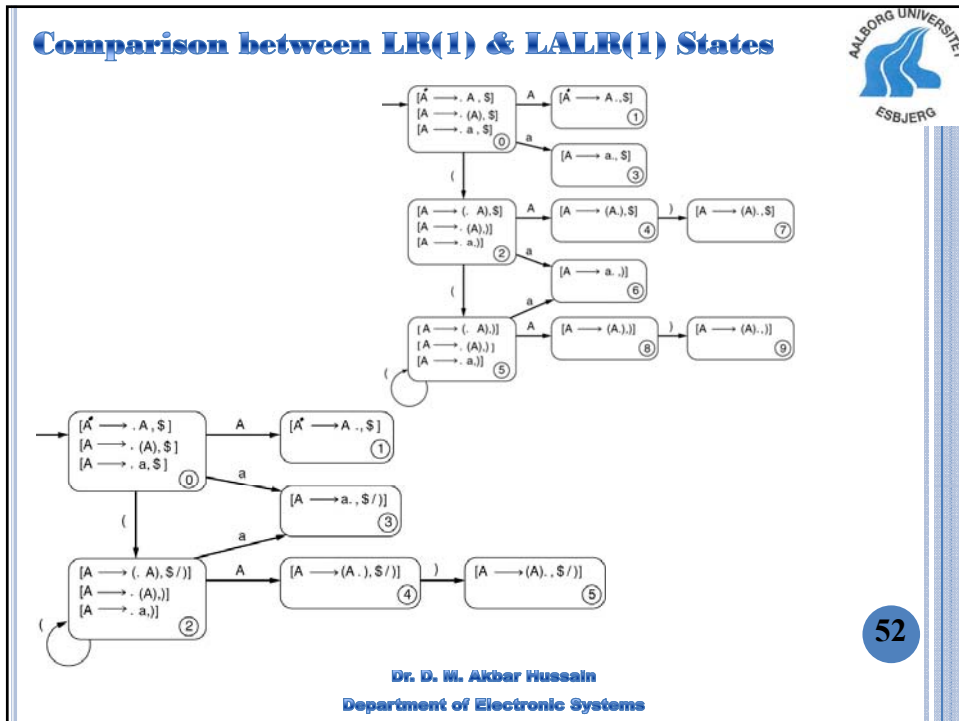 Comparison between LR(1) & LALR(1) States
AALBORG UNIVERSITET
ESBJERG
[A' ⟶ . A , $]
[A ⟶ . (A), $]
[A ⟶ . a , $]
0
A
[A' ⟶ A ., $]
1
a
[A ⟶ a., $]
3
(
[A ⟶ (. A),$]
[A ⟶ . (A),)]
[A ⟶ . a,)]
2
A
[A ⟶ (A.), $]
4
)
[A ⟶ (A)., $]
7
a
[A ⟶ a. ,)]
6
(
a
[A ⟶ (. A),)]
[A ⟶ . (A),)]
[A ⟶ . a,)]
5
A
[A ⟶ (A.),)]
8
)
[A ⟶ (A).,)]
9
(
[A' ⟶ . A , $ ]
[A ⟶ . (A), $ ]
[A ⟶ . a, $ ]
0
A
[A' ⟶ A ., $ ]
1
a
[A ⟶ a. , $ / )]
3
(
a
[A ⟶ (. A), $ / )]
[A ⟶ . (A),)]
[A ⟶ . a,)]
2
A
[A ⟶ (A . ), $ / )]
4
)
[A ⟶ (A). , $ / )]
5
(
52
Dr. D. M. Akbar Hussain
Department of Electronic Systems